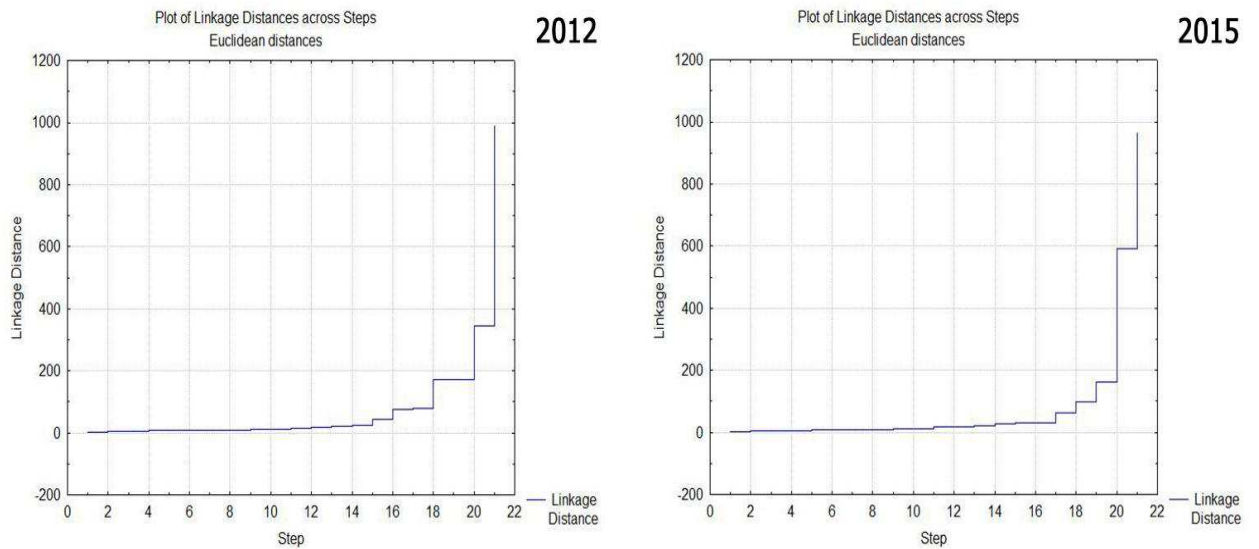 Plot of Linkage Distances across Steps
Euclidean distances
2012
1200
1000
800
600
400
200
0
-200
Linkage Distance
0 2 4 6 8 10 12 14 16 18 20 22
Step
Linkage
Distance
Plot of Linkage Distances across Steps
Euclidean distances
2015
1200
1000
800
600
400
200
0
-200
Linkage Distance
0 2 4 6 8 10 12 14 16 18 20 22
Step
Linkage
Distance